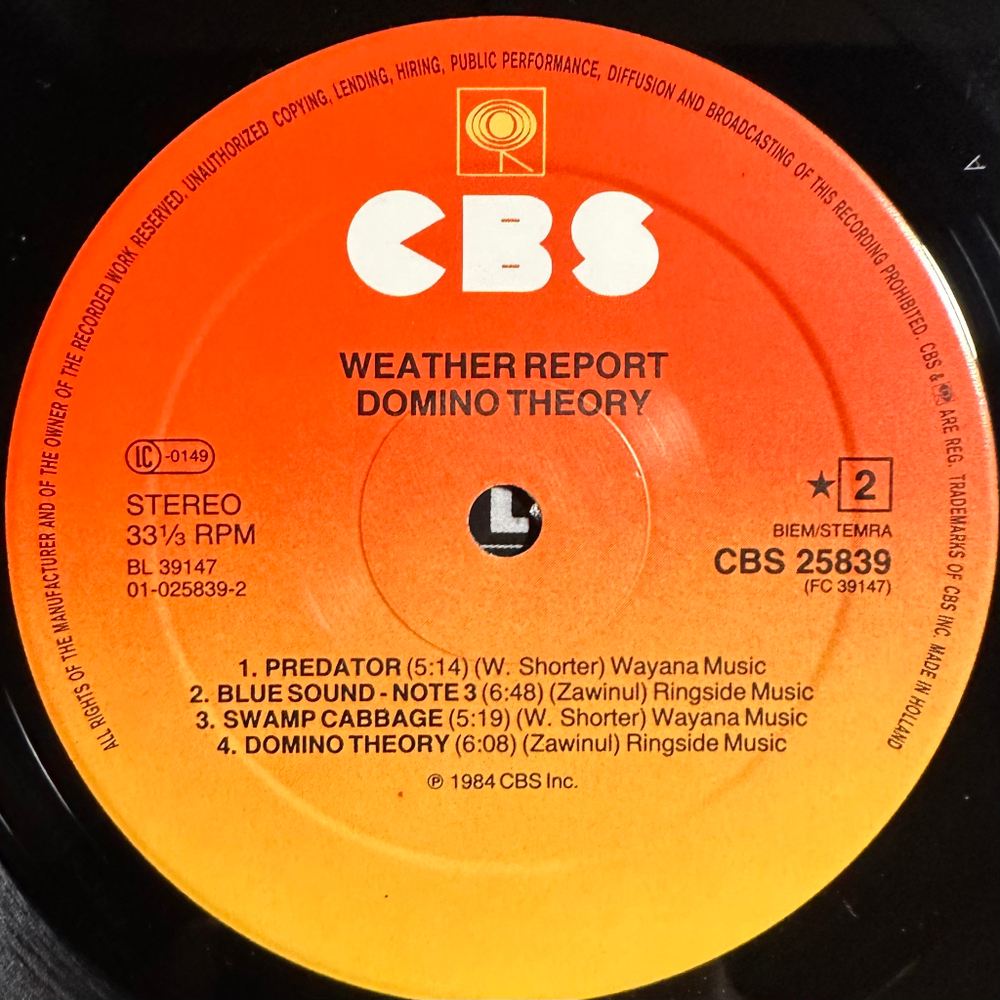 ALL RIGHTS OF THE MANUFACTURER AND OF THE OWNER OF THE RECORDED WORK RESERVED. UNAUTHORIZED COPYING, LENDING, HIRING, PUBLIC PERFORMANCE, DIFFUSION AND BROADCASTING OF THIS RECORDING PROHIBITED. CBS & ARE REG. TRADEMARKS OF CBS INC. MADE IN HOLLAND
CBS
WEATHER REPORT
DOMINO THEORY
LC -0149
STEREO
33⅓ RPM
BL 39147
01-025839-2
★ 2
BIEM/STEMRA
CBS 25839
(FC 39147)
1. PREDATOR (5:14) (W. Shorter) Wayana Music
2. BLUE SOUND - NOTE 3 (6:48) (Zawinul) Ringside Music
3. SWAMP CABBAGE (5:19) (W. Shorter) Wayana Music
4. DOMINO THEORY (6:08) (Zawinul) Ringside Music
℗ 1984 CBS Inc.